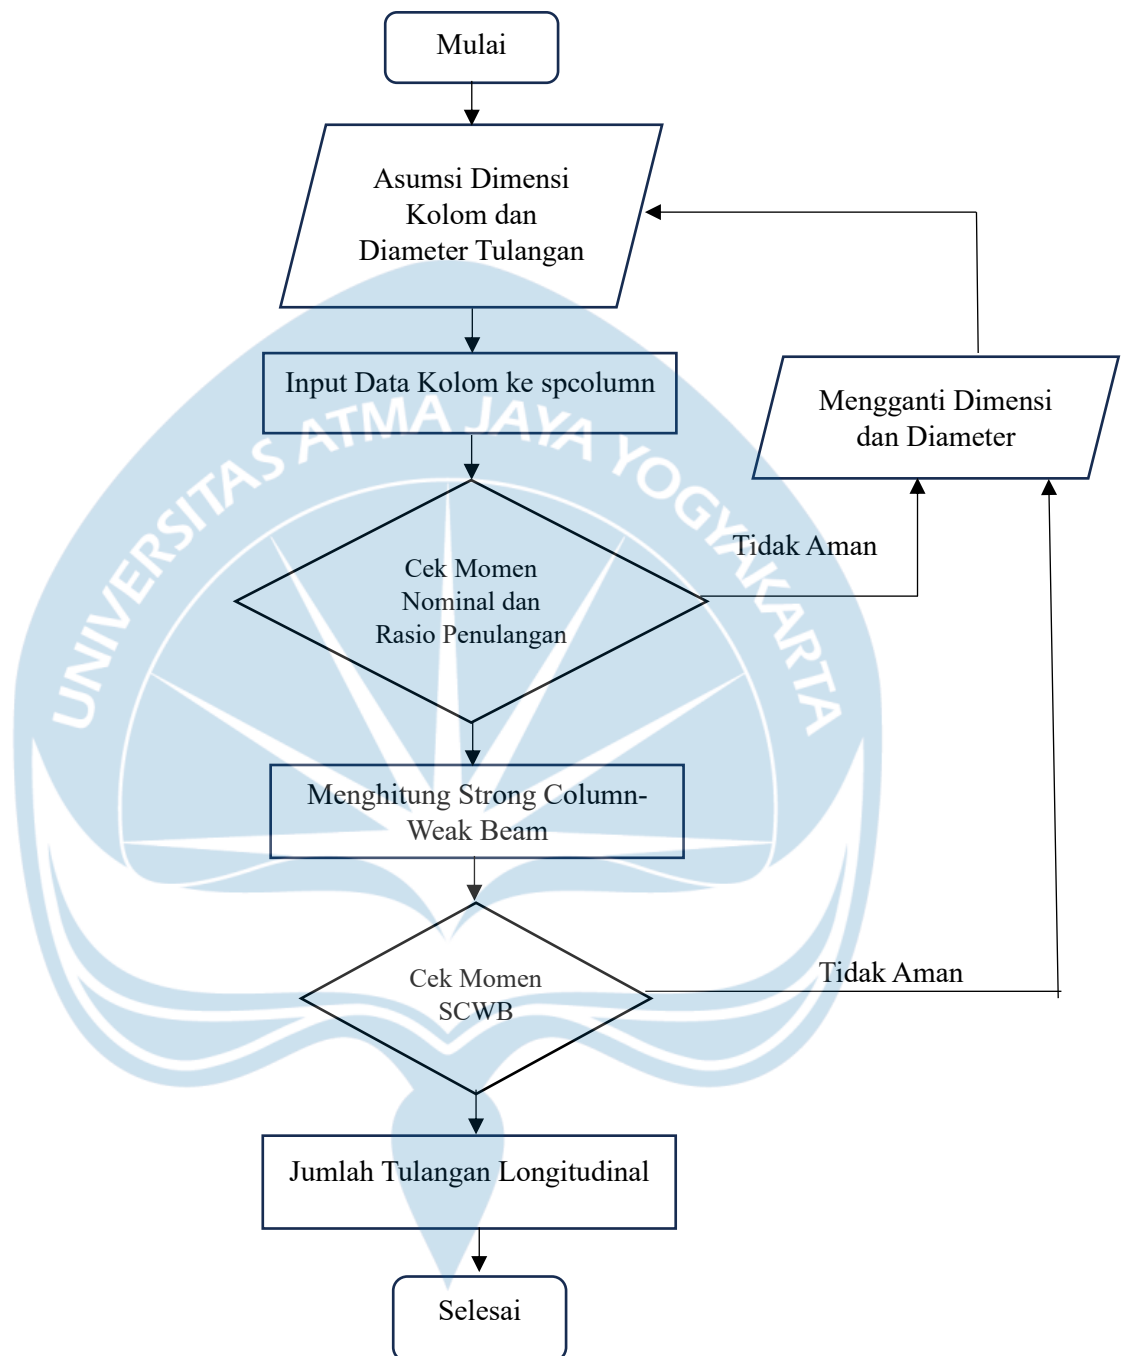 Mulai
Asumsi Dimensi
Kolom dan
Diameter Tulangan
Input Data Kolom ke spcolumn
Mengganti Dimensi
dan Diameter
UNIVERSITAS ATMA JAYA YOGYAKARTA
Tidak Aman
Cek Momen
Nominal dan
Rasio Penulangan
Menghitung Strong Column-
Weak Beam
Tidak Aman
Cek Momen
SCWB
Jumlah Tulangan Longitudinal
Selesai